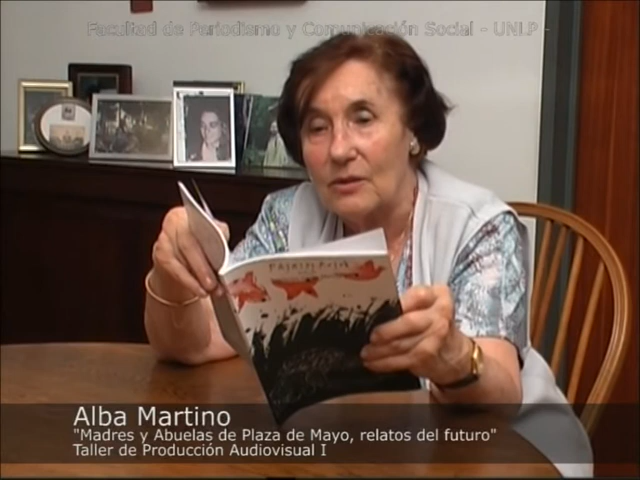 Facultad de Periodismo y Comunicación Social - UNLP -
Alba Martino
"Madres y Abuelas de Plaza de Mayo, relatos del futuro"
Taller de Producción Audiovisual I